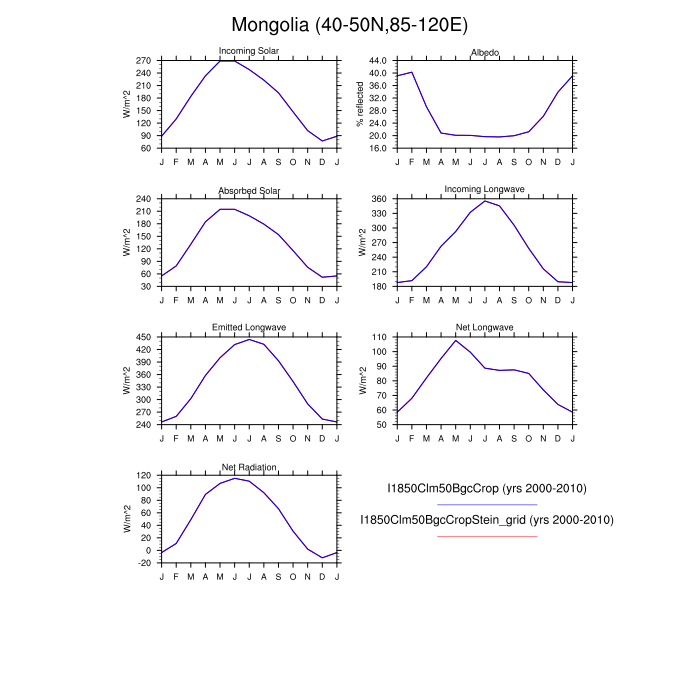 Mongolia (40-50N,85-120E)
Incoming Solar
W/m^2
270
240
210
180
150
120
90
60
J F M A M J J A S O N D J
Albedo
% reflected
44.0
40.0
36.0
32.0
28.0
24.0
20.0
16.0
J F M A M J J A S O N D J
Absorbed Solar
W/m^2
240
210
180
150
120
90
60
30
J F M A M J J A S O N D J
Incoming Longwave
W/m^2
360
330
300
270
240
210
180
J F M A M J J A S O N D J
Emitted Longwave
W/m^2
450
420
390
360
330
300
270
240
J F M A M J J A S O N D J
Net Longwave
W/m^2
110
100
90
80
70
60
50
J F M A M J J A S O N D J
Net Radiation
W/m^2
120
100
80
60
40
20
0
-20
J F M A M J J A S O N D J
I1850Clm50BgcCrop (yrs 2000-2010)
I1850Clm50BgcCropStein_grid (yrs 2000-2010)